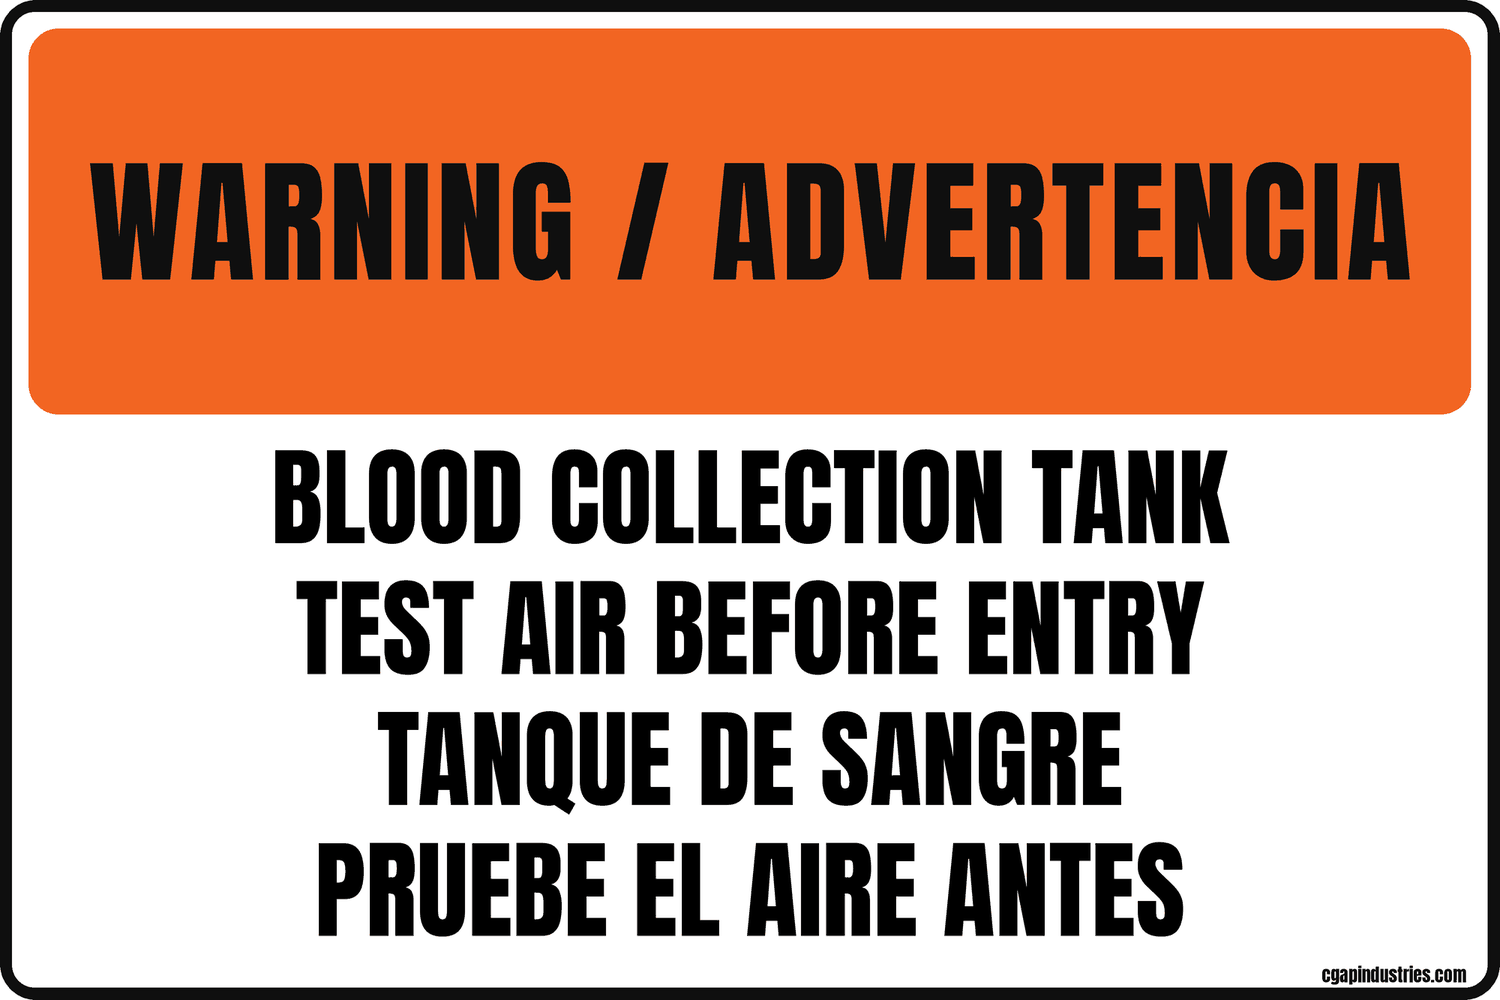 WARNING / ADVERTENCIA
BLOOD COLLECTION TANK
TEST AIR BEFORE ENTRY
TANQUE DE SANGRE
PRUEBE EL AIRE ANTES
cgapindustries.com